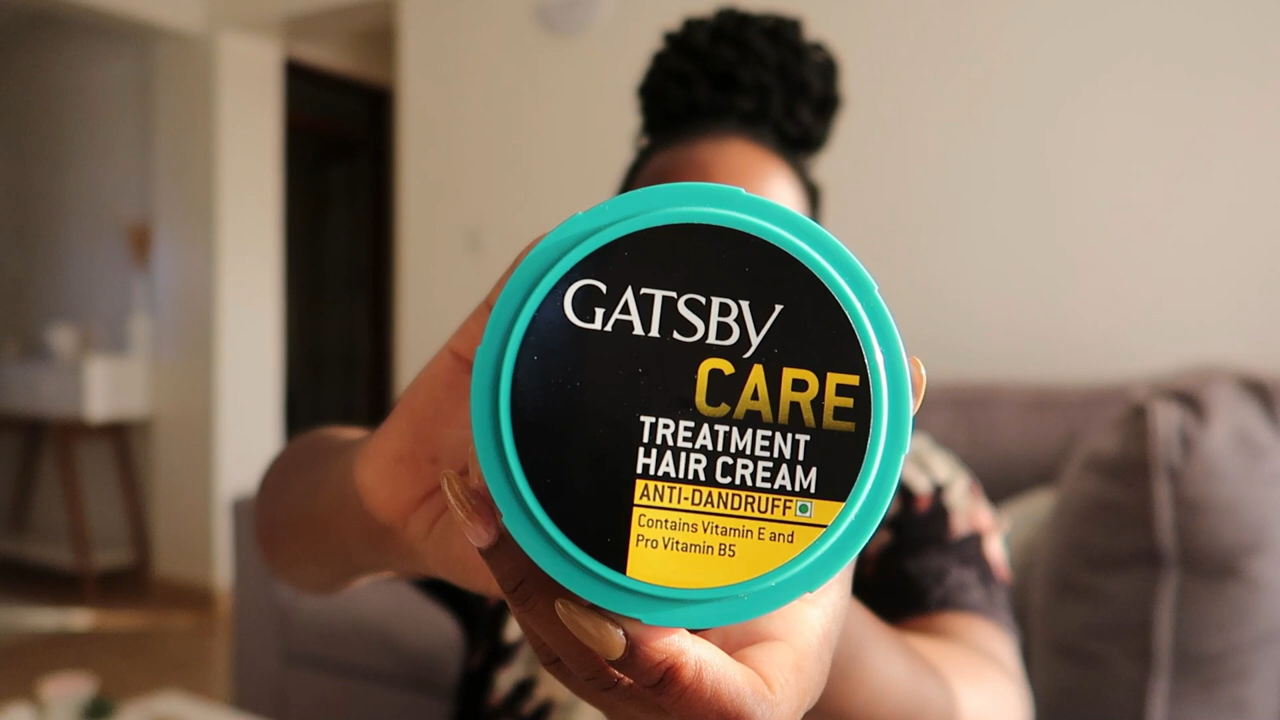 GATSBY
CARE
TREATMENT
HAIR CREAM
ANTI-DANDRUFF
Contains Vitamin E and
Pro Vitamin B5